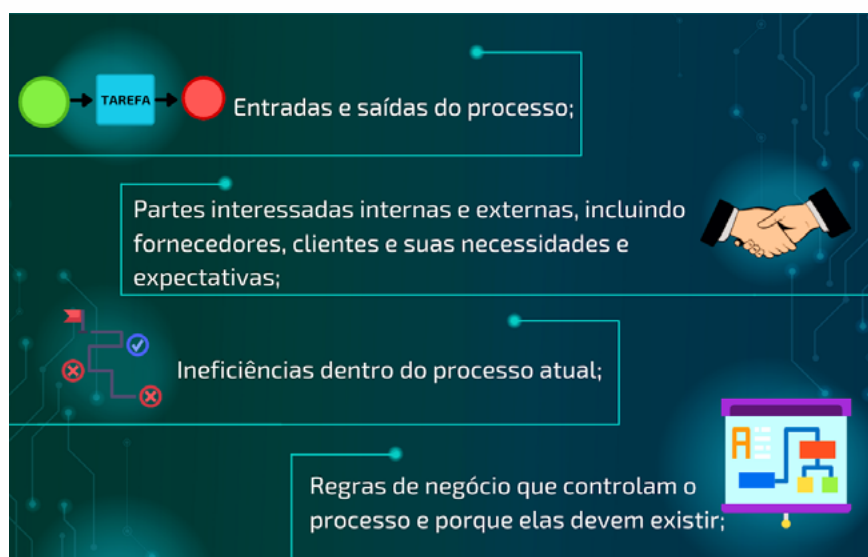 TAREFA
Entradas e saídas do processo;
Partes interessadas internas e externas, incluindo
fornecedores, clientes e suas necessidades e
expectativas;
Ineficiências dentro do processo atual;
A
Regras de negócio que controlam o
processo e porque elas devem existir;